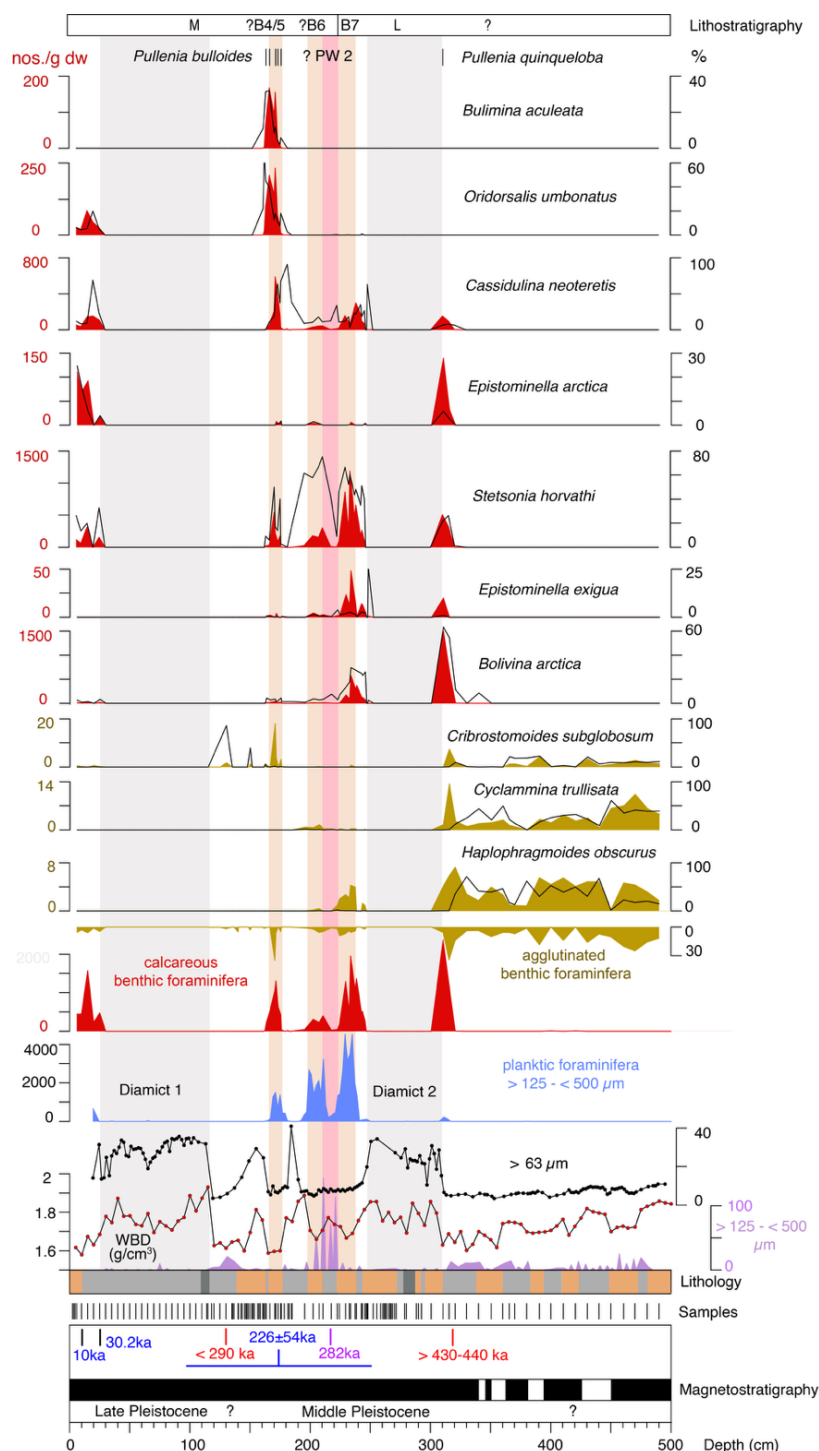 M ?B4/5 ?B6 B7 L ? Lithostratigraphy
nos./g dw Pullenia bulloides ? PW 2 Pullenia quinqueloba %
200 40
Bulimina aculeata
0 0
250 60
Oridorsalis umbonatus
0 0
800 100
Cassidulina neoteretis
0 0
150 30
Epistominella arctica
0 0
1500 80
Stetsonia horvathi
0 0
50 25
Epistominella exigua
0 0
1500 60
Bolivina arctica
0 0
20 100
Cribrostomoides subglobosum
0 0
14 100
Cyclammina trullisata
0 0
8 100
Haplophragmoides obscurus
0 0
0
2000 calcareous agglutinated 30
benthic foraminifera benthic foraminifera
0
4000 planktic foraminifera
2000 Diamict 1 Diamict 2 > 125 - < 500 µm
0
40
> 63 µm
2 0
1.8 100
WBD > 125 - < 500
(g/cm³) µm
1.6 0
Lithology
Samples
10ka 30.2ka 226±54ka
< 290 ka 282ka > 430-440 ka
Magnetostratigraphy
Late Pleistocene ? Middle Pleistocene ?
0 100 200 300 400 500
Depth (cm)